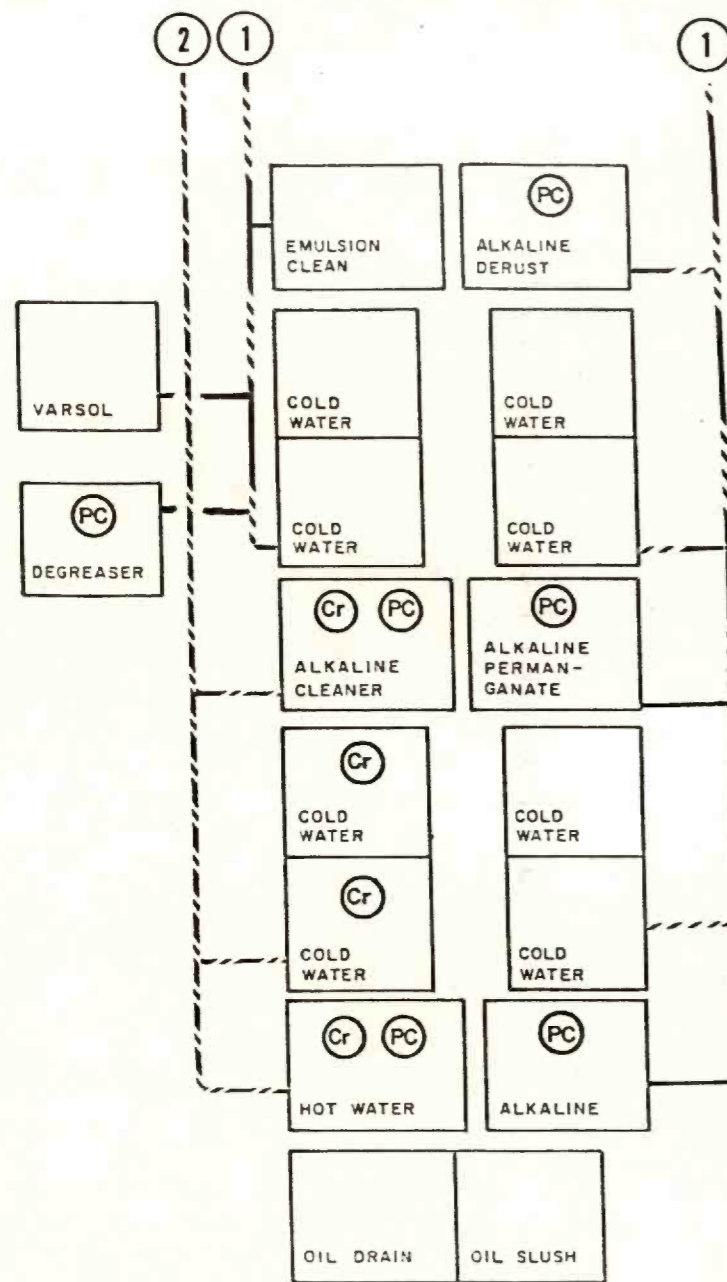 2
1
1
EMULSION
CLEAN
PC
ALKALINE
DERUST
VARSOL
COLD
WATER
COLD
WATER
PC
DEGREASER
COLD
WATER
COLD
WATER
Cr PC
ALKALINE
CLEANER
PC
ALKALINE
PERMAN-
GANATE
Cr
COLD
WATER
COLD
WATER
Cr
COLD
WATER
COLD
WATER
Cr PC
HOT WATER
PC
ALKALINE
OIL DRAIN
OIL SLUSH